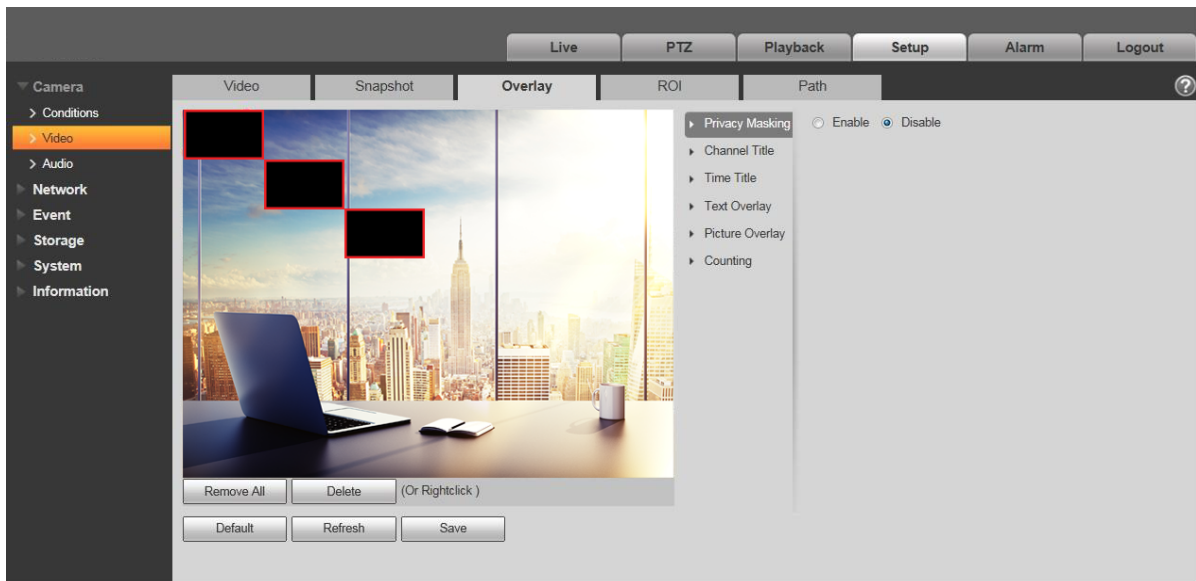 Live PTZ Playback Setup Alarm Logout
Camera
Conditions
Video
Audio
Network
Event
Storage
System
Information
Video Snapshot Overlay ROI Path
Privacy Masking Enable Disable
Channel Title
Time Title
Text Overlay
Picture Overlay
Counting
Remove All Delete (Or Rightclick )
Default Refresh Save